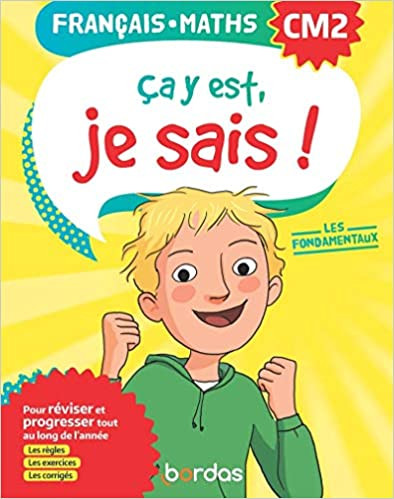 FRANÇAIS • MATHS
CM2
Ça y est,
je sais !
LES
FONDAMENTAUX
Pour réviser et
progresser tout
au long de l'année
Les règles
Les exercices
Les corrigés
bordas